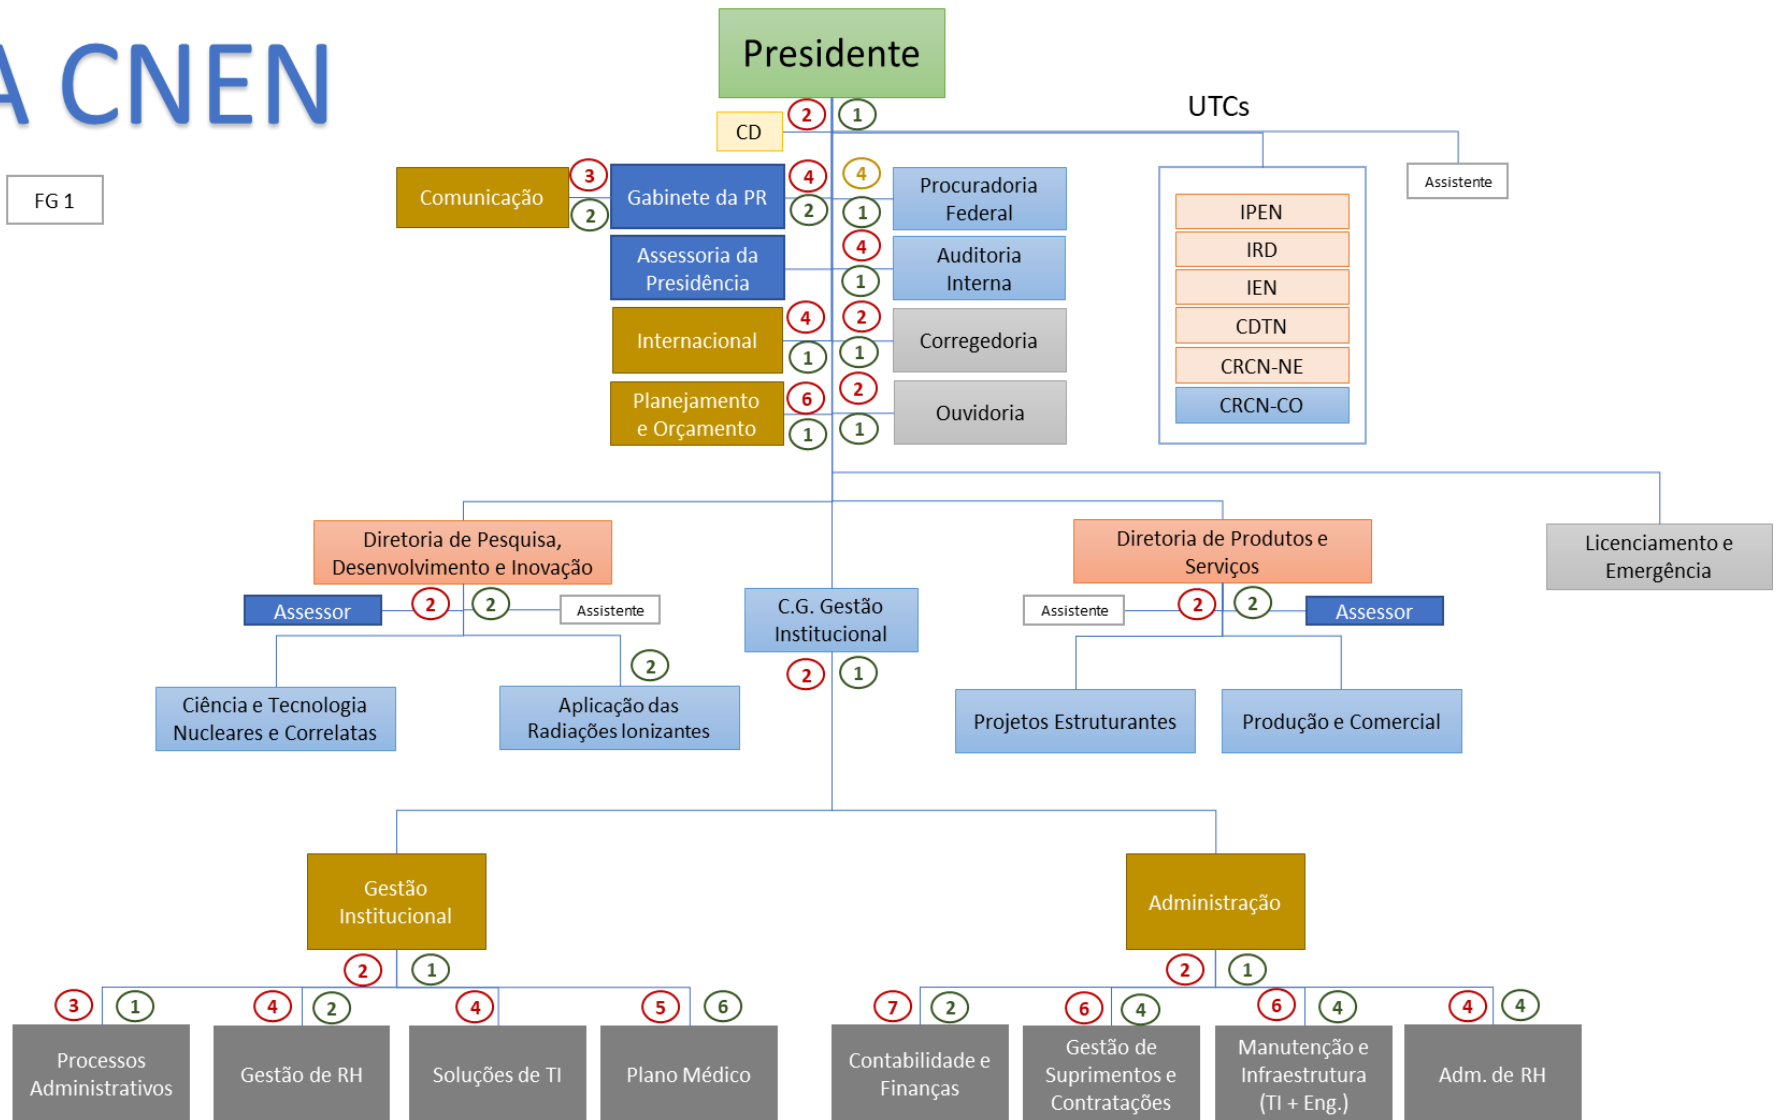 A CNEN
Presidente
2 1
UTCs
CD
FG 1
Comunicação
3
2
Gabinete da PR
4
2
4
1
Procuradoria
Federal
Assistente
Assessoria da
Presidência
4
1
Auditoria
Interna
Internacional
4
1
2
1
Corregedoria
Planejamento
e Orçamento
6
1
2
1
Ouvidoria
IPEN
IRD
IEN
CDTN
CRCN-NE
CRCN-CO
Diretoria de Pesquisa,
Desenvolvimento e Inovação
Assessor
2 2
Assistente
2
Ciência e Tecnologia
Nucleares e Correlatas
Aplicação das
Radiações Ionizantes
C.G. Gestão
Institucional
2 1
Diretoria de Produtos e
Serviços
Assistente
2 2
Assessor
Projetos Estruturantes
Produção e Comercial
Licenciamento e
Emergência
Gestão
Institucional
2 1
Administração
2 1
3 1
Processos
Administrativos
4 2
Gestão de RH
4
Soluções de TI
5 6
Plano Médico
7 2
Contabilidade e
Finanças
6 4
Gestão de
Suprimentos e
Contratações
6 4
Manutenção e
Infraestrutura
(TI + Eng.)
4 4
Adm. de RH